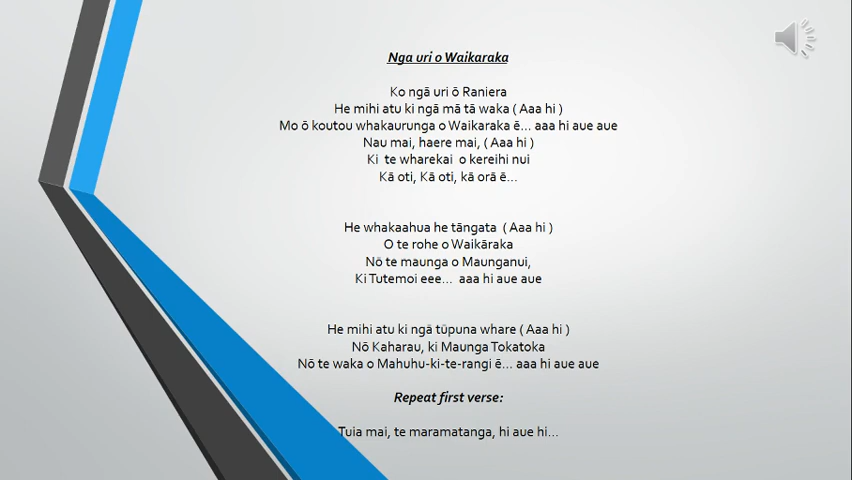 Nga uri o Waikaraka
Ko ngā uri ō Raniera
He mihi atu ki ngā mā tā waka ( Aaa hi )
Mo ō koutou whakaurunga o Waikaraka ē... aaa hi aue aue
Nau mai, haere mai, ( Aaa hi )
Ki te wharekai o kereihi nui
Kā oti, Kā oti, kā orā ē...
He whakaahua he tāngata ( Aaa hi )
O te rohe o Waikāraka
Nō te maunga o Maunganui,
Ki Tutemoi eee... aaa hi aue aue
He mihi atu ki ngā tūpuna whare ( Aaa hi )
Nō Kaharau, ki Maunga Tokatoka
Nō te waka o Mahuhu-ki-te-rangi ē... aaa hi aue aue
Repeat first verse:
Tuia mai, te maramatanga, hi aue hi...